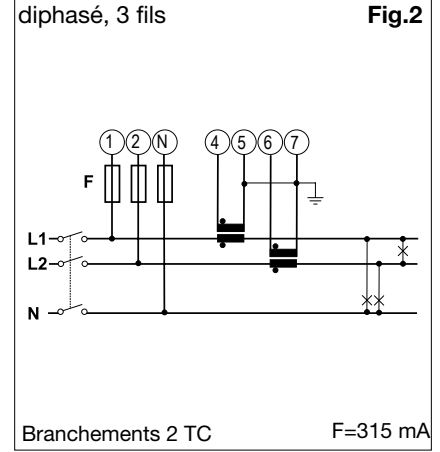 diphasé, 3 fils Fig.2
1 2 N 4 5 6 7
F
L1
L2
N
Branchements 2 TC F=315 mA